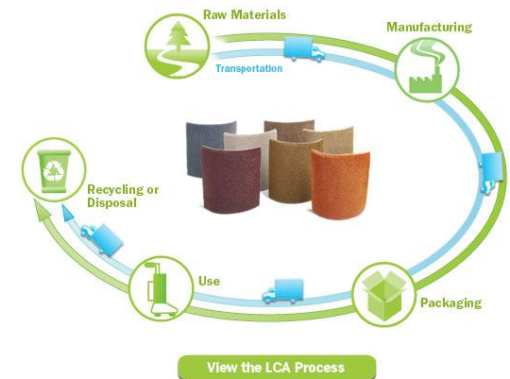 Raw Materials
Manufacturing
Transportation
Recycling or
Disposal
Use
Packaging
View the LCA Process